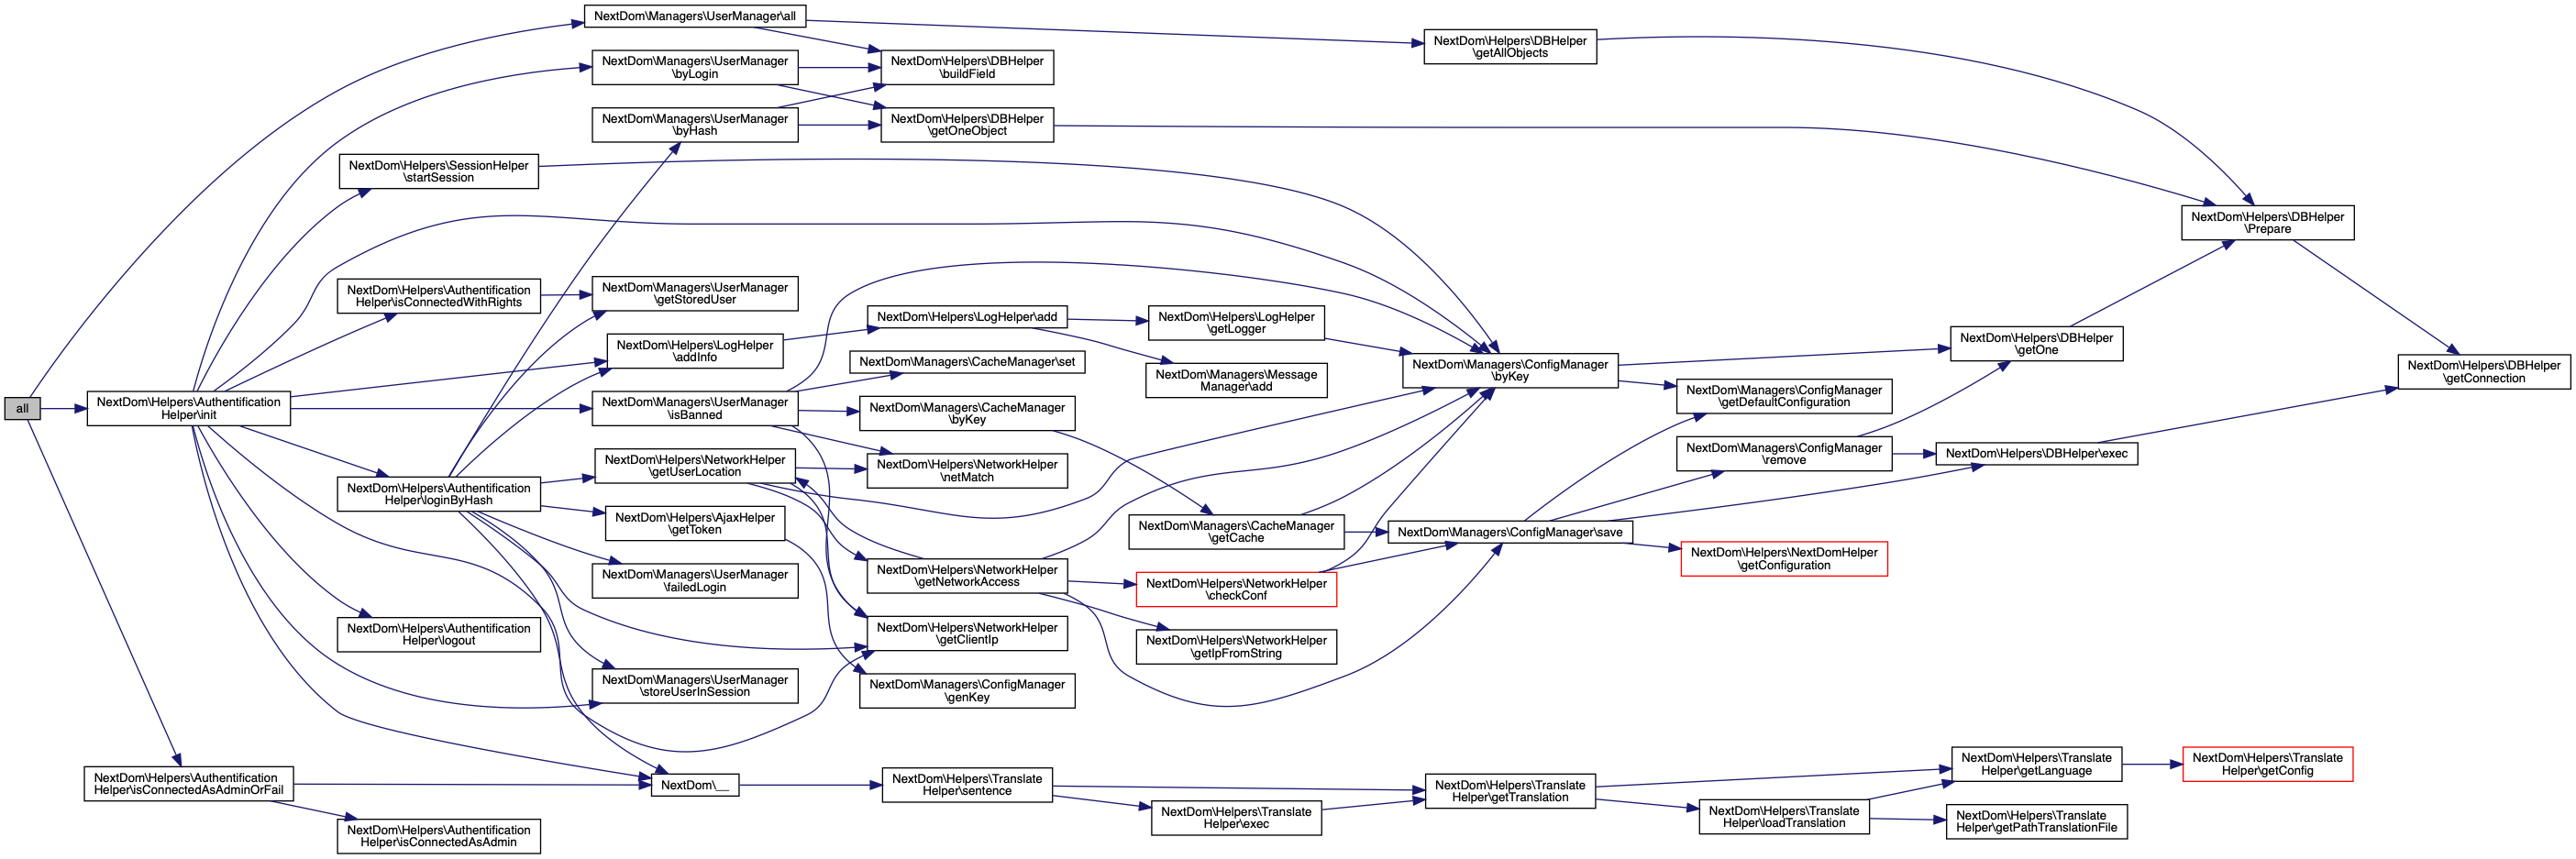 all
NextDom\Helpers\Authentification
Helper\init
NextDom\Helpers\Authentification
Helper\isConnectedAsAdminOrFail
NextDom\Helpers\SessionHelper
\startSession
NextDom\Helpers\Authentification
Helper\isConnectedWithRights
NextDom\Helpers\Authentification
Helper\loginByHash
NextDom\Helpers\Authentification
Helper\logout
NextDom\Helpers\Authentification
Helper\isConnectedAsAdmin
NextDom\Managers\UserManager\all
NextDom\Managers\UserManager
\byLogin
NextDom\Managers\UserManager
\byHash
NextDom\Managers\UserManager
\getStoredUser
NextDom\Helpers\LogHelper
\addInfo
NextDom\Managers\UserManager
\isBanned
NextDom\Helpers\NetworkHelper
\getUserLocation
NextDom\Helpers\AjaxHelper
\getToken
NextDom\Managers\UserManager
\failedLogin
NextDom\Managers\UserManager
\storeUserInSession
NextDom\__
NextDom\Helpers\DBHelper
\buildField
NextDom\Helpers\DBHelper
\getOneObject
NextDom\Helpers\LogHelper\add
NextDom\Managers\CacheManager\set
NextDom\Managers\CacheManager
\byKey
NextDom\Helpers\NetworkHelper
\netMatch
NextDom\Helpers\NetworkHelper
\getNetworkAccess
NextDom\Helpers\NetworkHelper
\getClientIp
NextDom\Managers\ConfigManager
\genKey
NextDom\Helpers\Translate
Helper\sentence
NextDom\Helpers\LogHelper
\getLogger
NextDom\Managers\Message
Manager\add
NextDom\Managers\CacheManager
\getCache
NextDom\Helpers\NetworkHelper
\checkConf
NextDom\Helpers\NetworkHelper
\getIpFromString
NextDom\Helpers\Translate
Helper\exec
NextDom\Helpers\DBHelper
\getAllObjects
NextDom\Managers\ConfigManager
\byKey
NextDom\Managers\ConfigManager\save
NextDom\Helpers\Translate
Helper\getTranslation
NextDom\Managers\ConfigManager
\getDefaultConfiguration
NextDom\Managers\ConfigManager
\remove
NextDom\Helpers\NextDomHelper
\getConfiguration
NextDom\Helpers\Translate
Helper\loadTranslation
NextDom\Helpers\DBHelper
\getOne
NextDom\Helpers\DBHelper\exec
NextDom\Helpers\Translate
Helper\getLanguage
NextDom\Helpers\Translate
Helper\getPathTranslationFile
NextDom\Helpers\DBHelper
\Prepare
NextDom\Helpers\Translate
Helper\getConfig
NextDom\Helpers\DBHelper
\getConnection